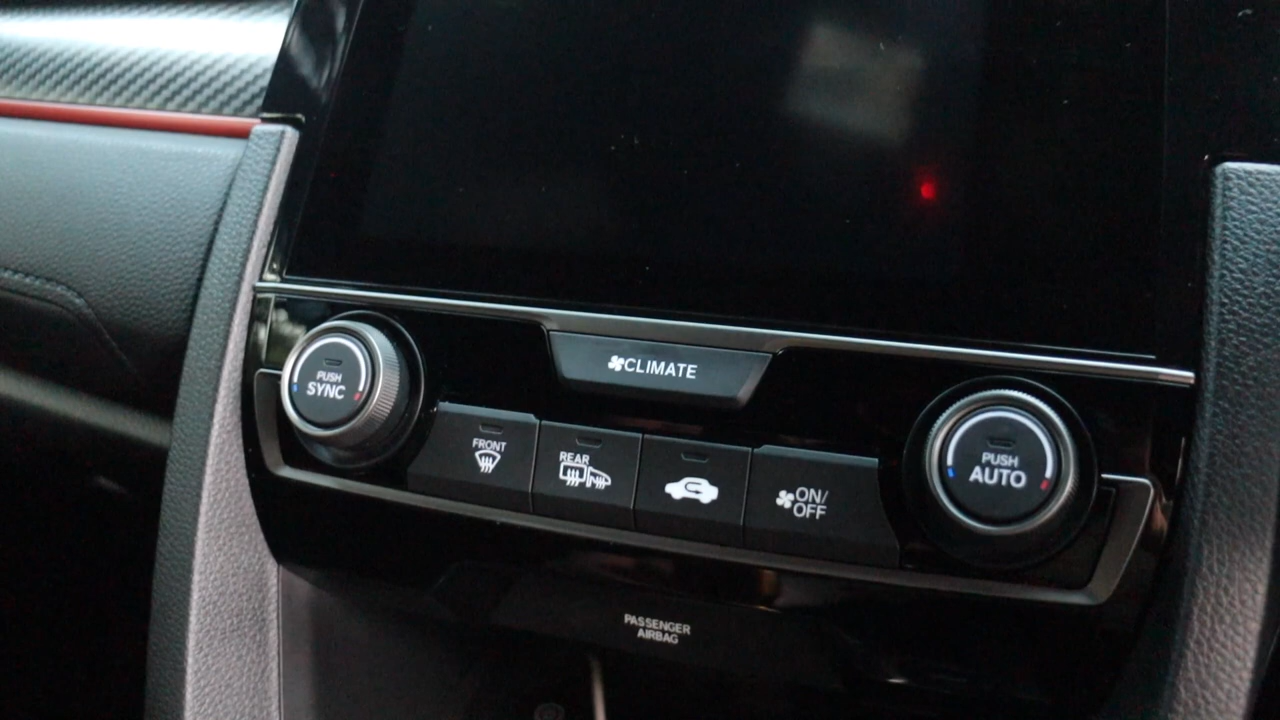 CLIMATE
PUSH
SYNC
FRONT
REAR
ON/
OFF
PUSH
AUTO
PASSENGER
AIRBAG